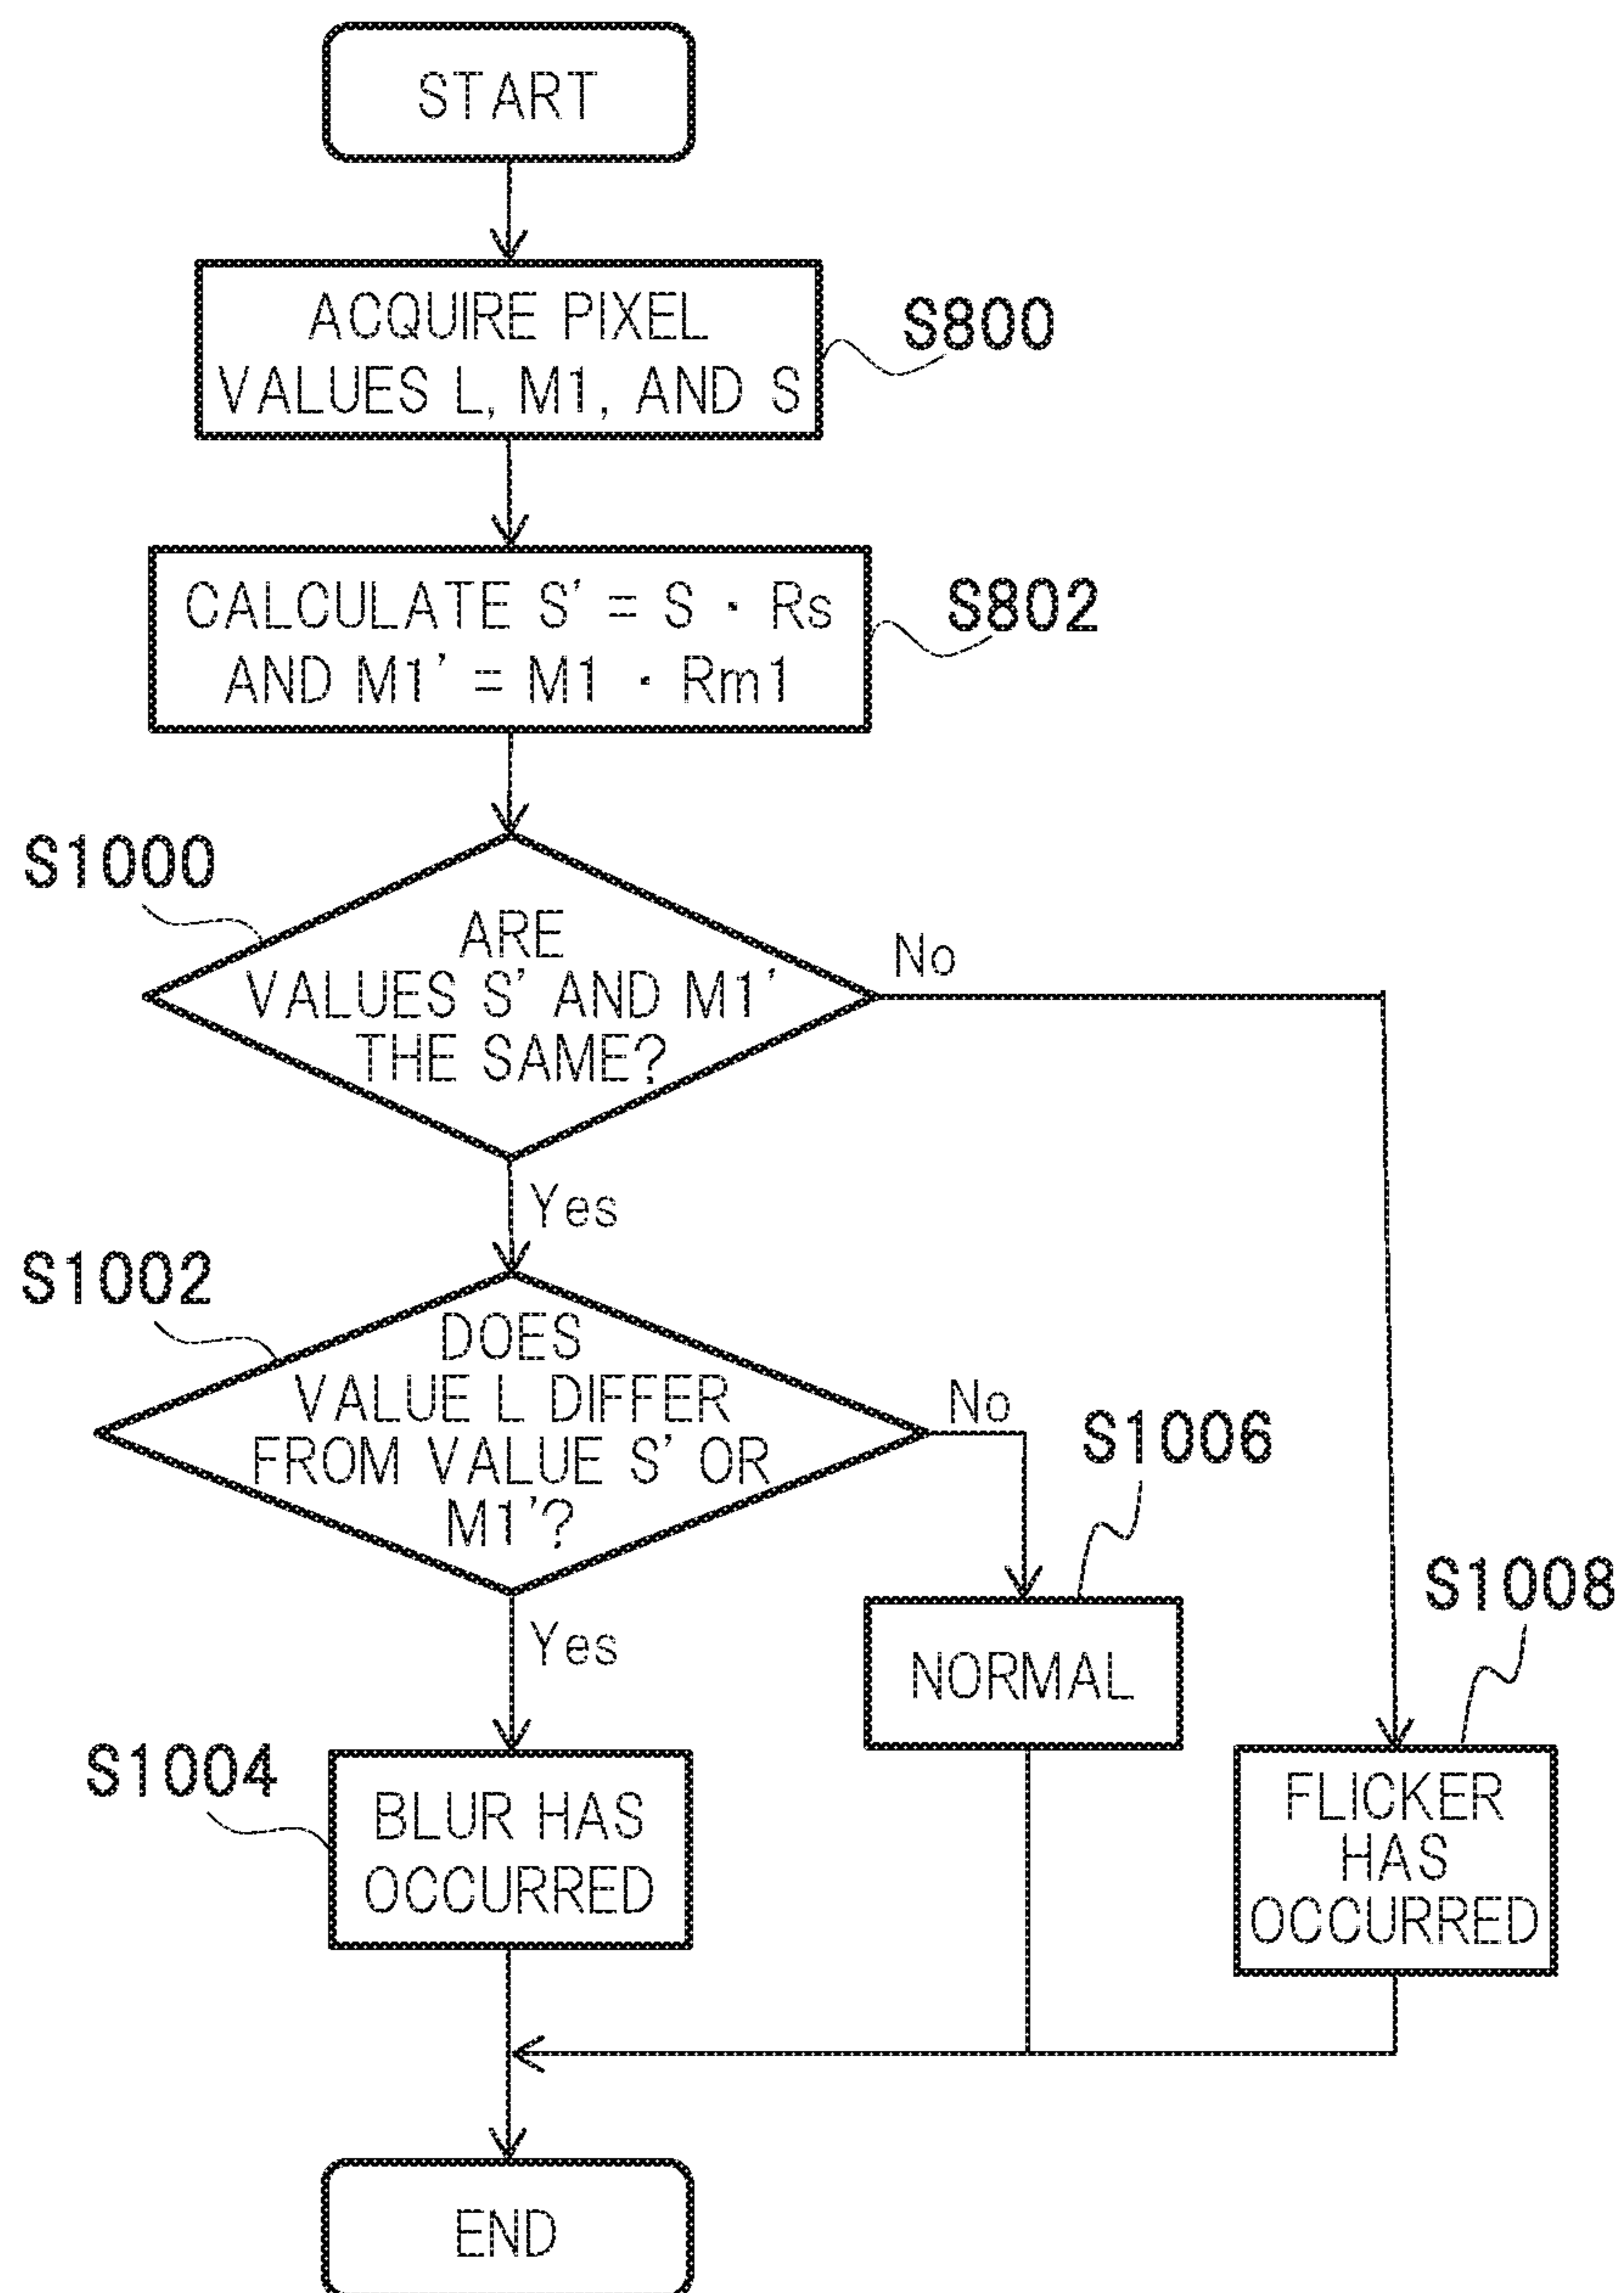 START
ACQUIRE PIXEL
VALUES L, M1, AND S
S800
CALCULATE S' = S · Rs
AND M1' = M1 · Rm1
S802
S1000
ARE
VALUES S' AND M1'
THE SAME?
No
Yes
S1002
DOES
VALUE L DIFFER
FROM VALUE S' OR
M1'?
No
S1006
Yes
NORMAL
S1008
S1004
BLUR HAS
OCCURRED
FLICKER
HAS
OCCURRED
END